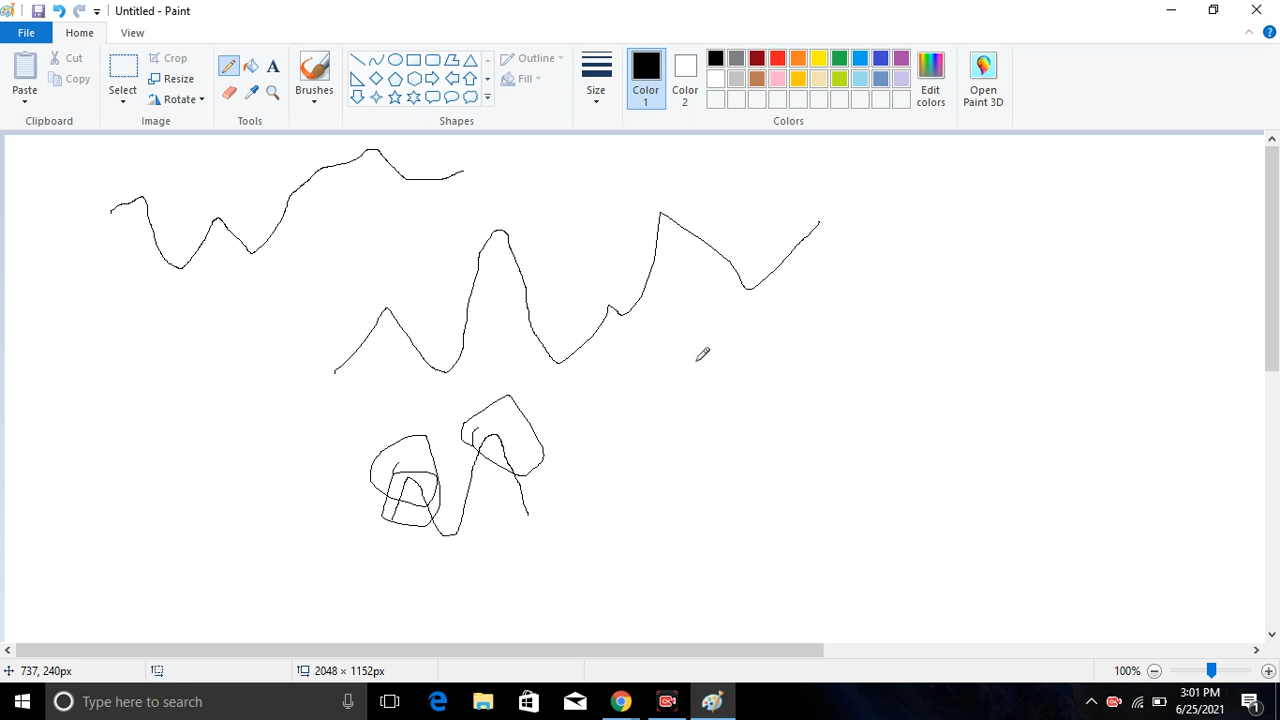 Untitled - Paint
File Home View
Paste
Cut
Copy
Clipboard
Select
Crop
Resize
Rotate
Image
A
Tools
Brushes
Shapes
Outline
Fill
Size
Color 1
Color 2
Colors
Edit colors
Open Paint 3D
737, 240px
2048 × 1152px
100%
Type here to search
3:01 PM
6/25/2021
1